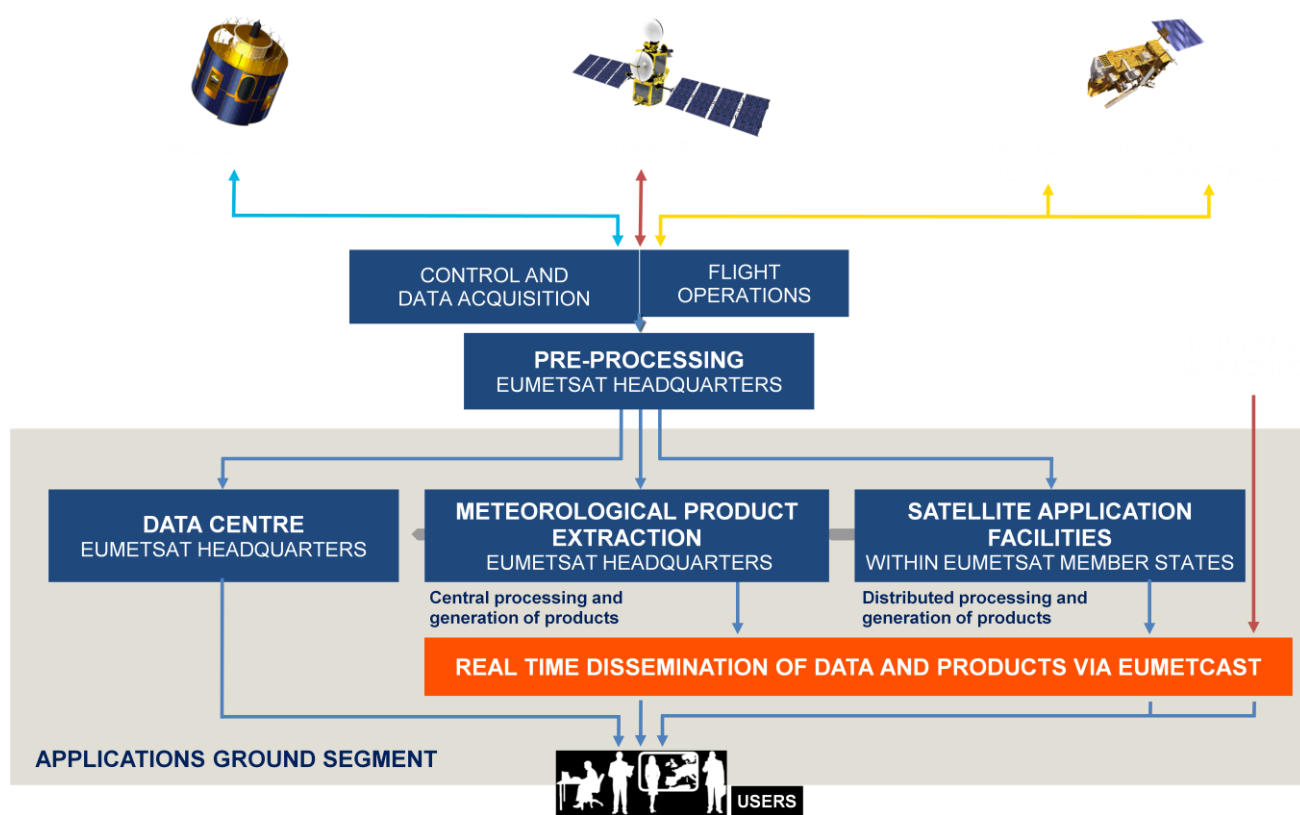 CONTROL AND
DATA ACQUISITION
FLIGHT
OPERATIONS
PRE-PROCESSING
EUMETSAT HEADQUARTERS
DATA CENTRE
EUMETSAT HEADQUARTERS
METEOROLOGICAL PRODUCT
EXTRACTION
EUMETSAT HEADQUARTERS
SATELLITE APPLICATION
FACILITIES
WITHIN EUMETSAT MEMBER STATES
Central processing and
generation of products
Distributed processing and
generation of products
REAL TIME DISSEMINATION OF DATA AND PRODUCTS VIA EUMETCAST
APPLICATIONS GROUND SEGMENT
USERS